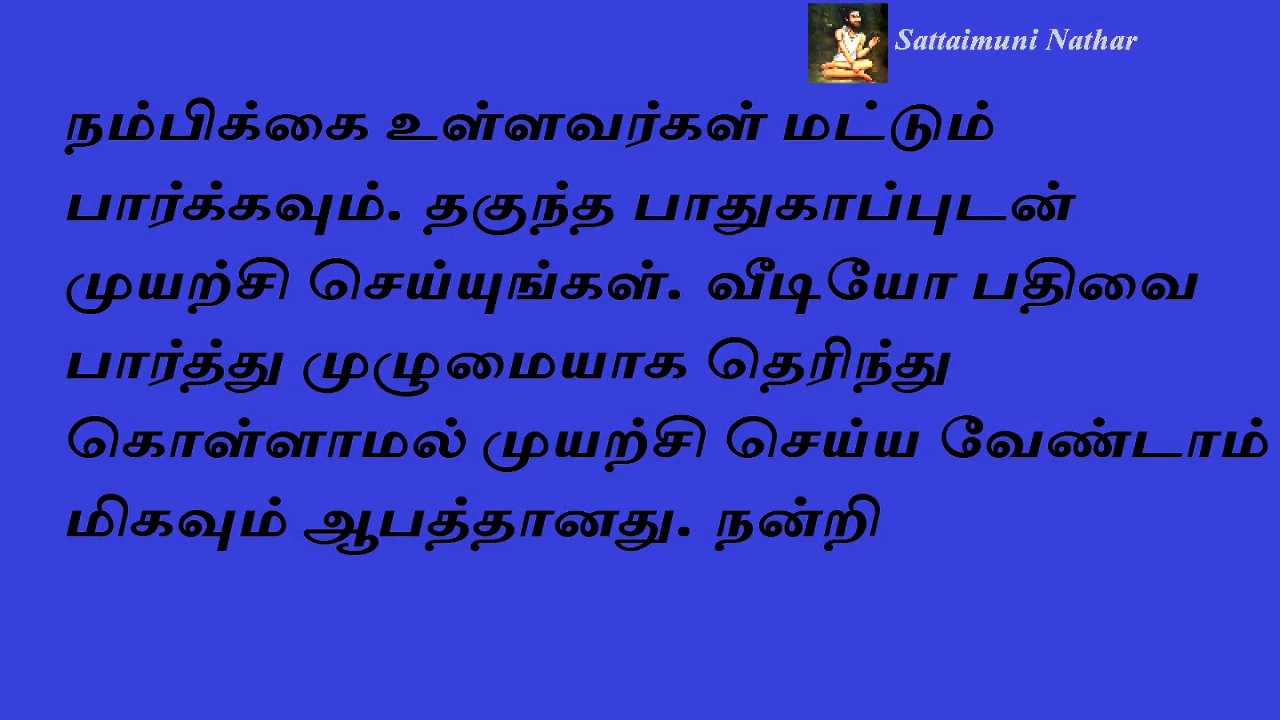 Sattaimuni Nathar
நம்பிக்கை உள்ளவர்கள் மட்டும்
பார்க்கவும். தகுந்த பாதுகாப்புடன்
முயற்சி செய்யுங்கள். வீடியோ பதிவை
பார்த்து முழுமையாக தெரிந்து
கொள்ளாமல் முயற்சி செய்ய வேண்டாம்
மிகவும் ஆபத்தானது. நன்றி